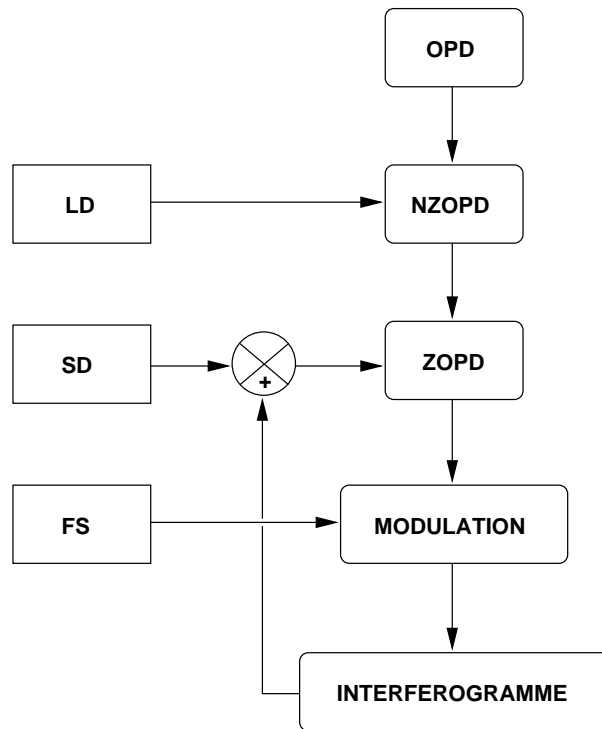 OPD
LD
NZOPD
SD
+
ZOPD
FS
MODULATION
INTERFEROGRAMME